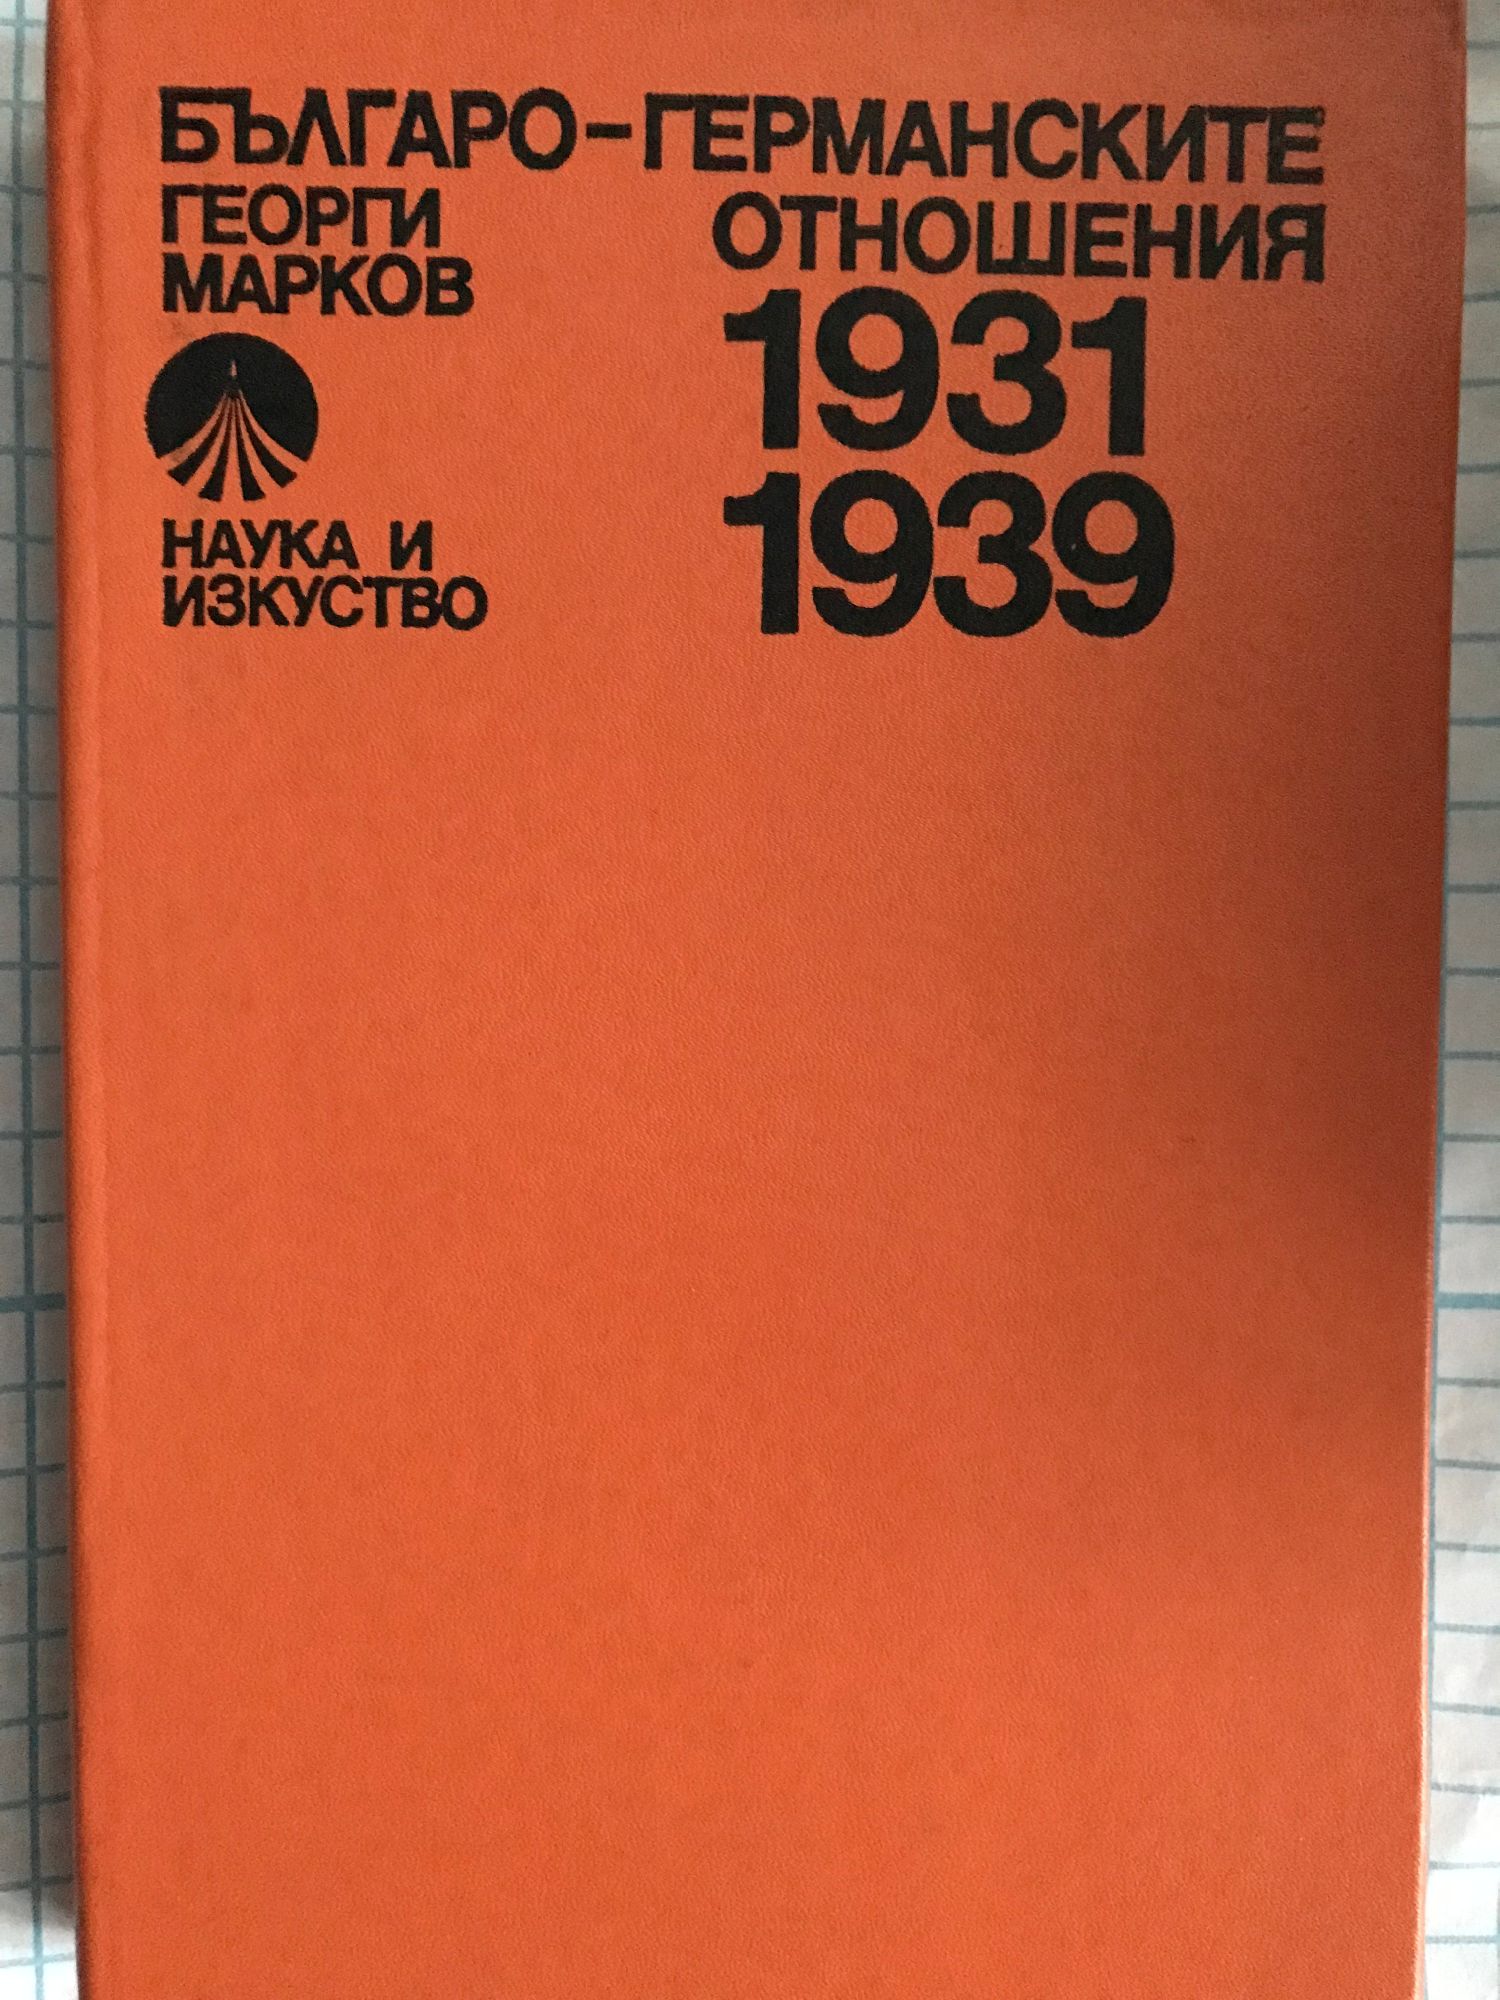 БЪЛГАРО-ГЕРМАНСКИТЕ
ОТНОШЕНИЯ
1931
1939
ГЕОРГИ
МАРКОВ
НАУКА И
ИЗКУСТВО